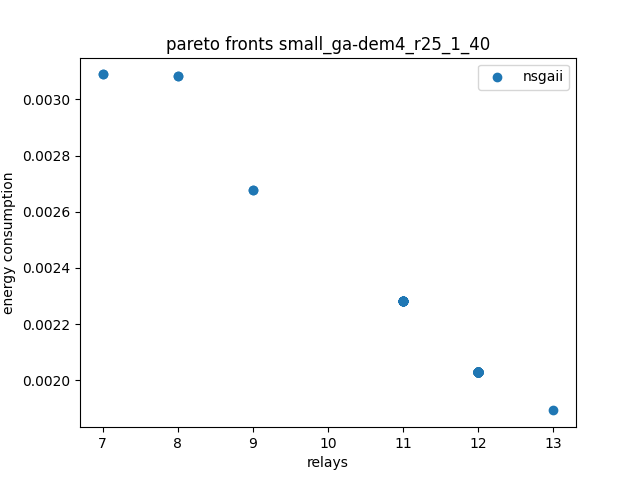 pareto fronts small_ga-dem4_r25_1_40
nsgaii
energy consumption
0.0030
0.0028
0.0026
0.0024
0.0022
0.0020
7 8 9 10 11 12 13
relays